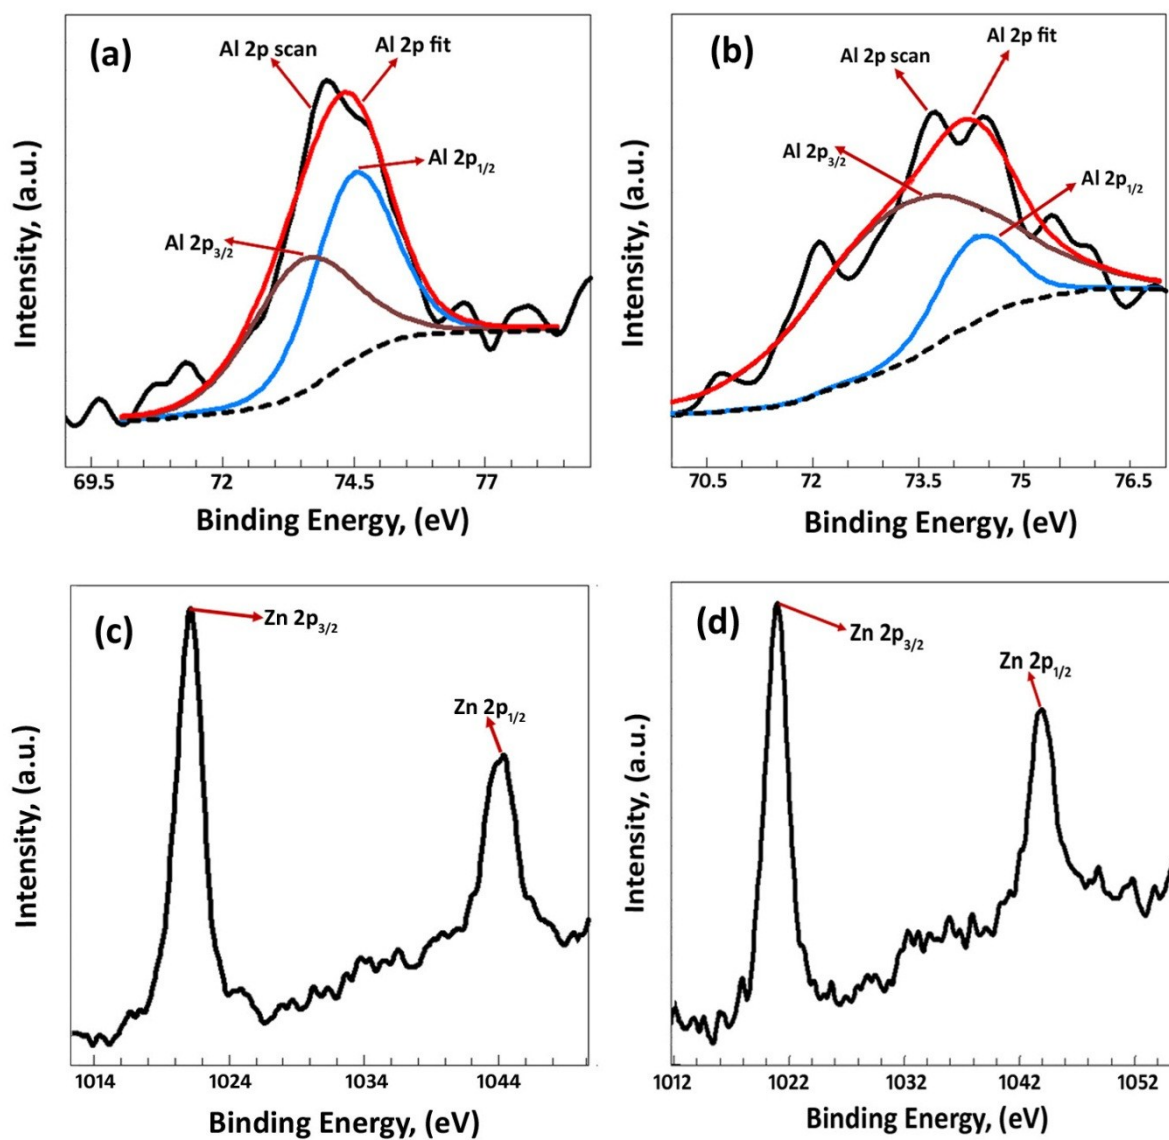 (a)
Al 2p scan
Al 2p fit
Al 2p1/2
Al 2p3/2
Intensity, (a.u.)
69.5 72 74.5 77
Binding Energy, (eV)
(b)
Al 2p fit
Al 2p scan
Al 2p3/2
Al 2p1/2
Intensity, (a.u.)
70.5 72 73.5 75 76.5
Binding Energy, (eV)
(c)
Zn 2p3/2
Zn 2p1/2
Intensity, (a.u.)
1014 1024 1034 1044
Binding Energy, (eV)
(d)
Zn 2p3/2
Zn 2p1/2
Intensity, (a.u.)
1012 1022 1032 1042 1052
Binding Energy, (eV)